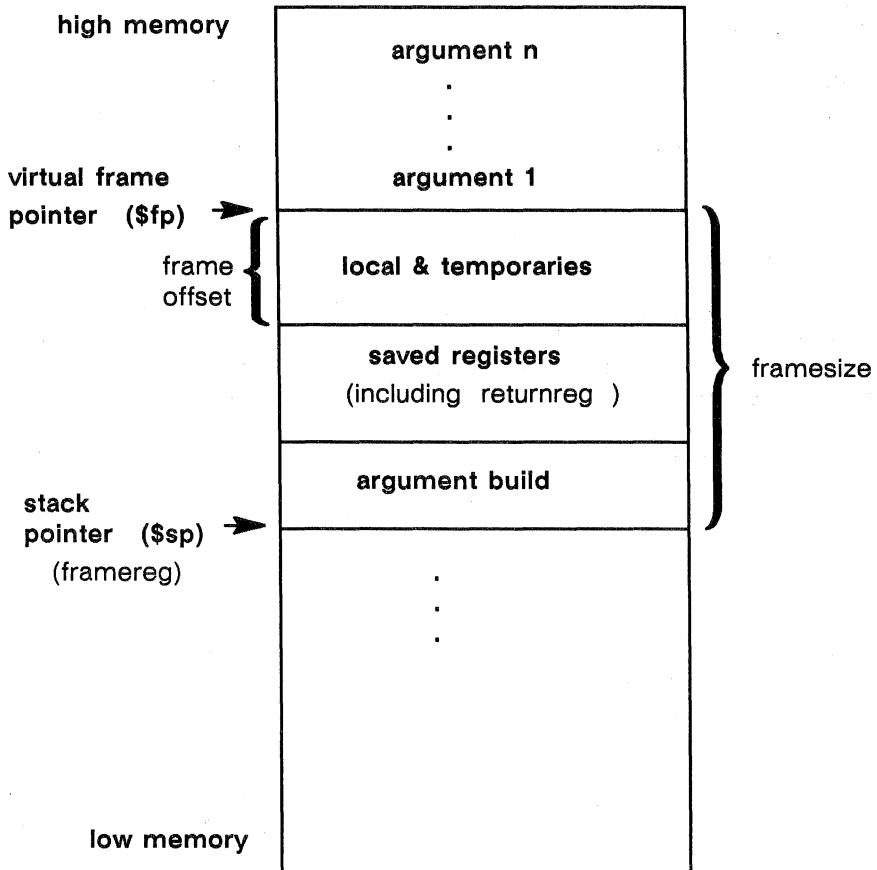 high memory
argument n
.
.
.
argument 1
virtual frame
pointer ($fp)
frame
offset
local & temporaries
saved registers
(including returnreg )
framesize
argument build
stack
pointer ($sp)
(framereg)
.
.
.
low memory